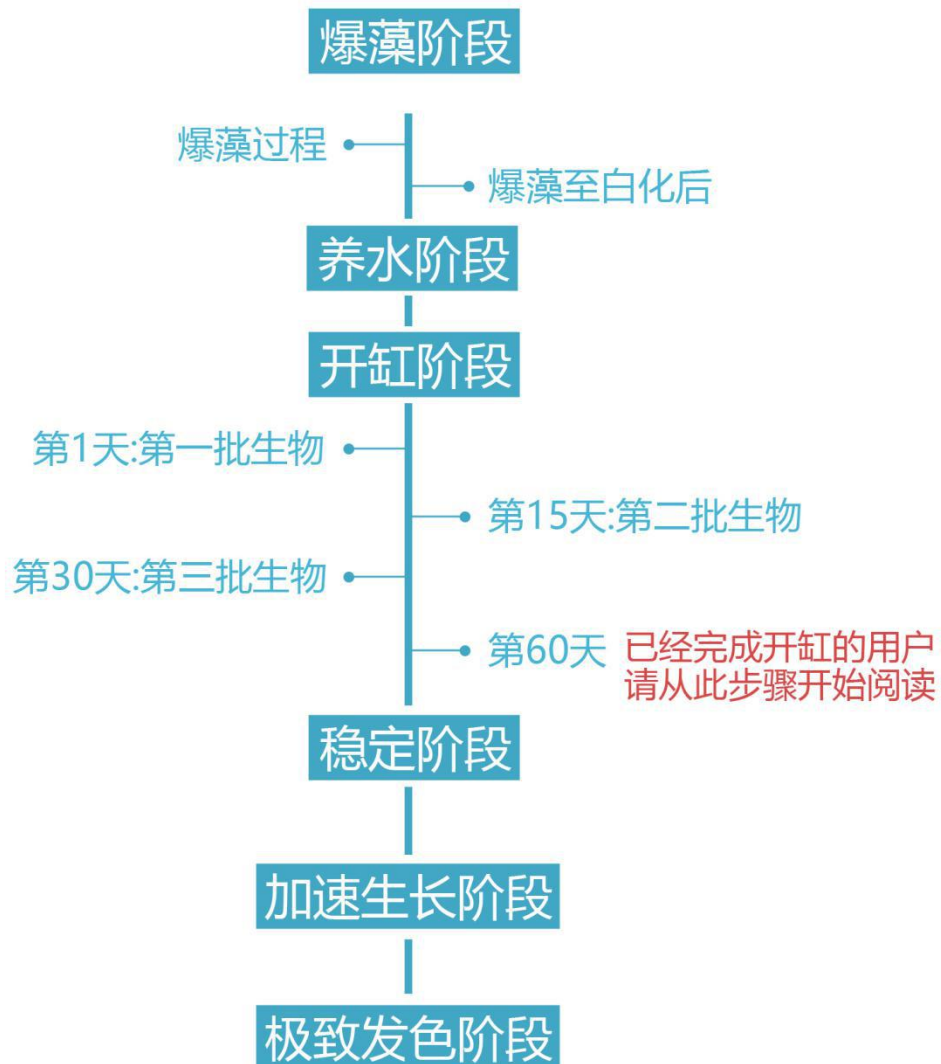 爆藻阶段
爆藻过程
爆藻至白化后
养水阶段
开缸阶段
第1天:第一批生物
第15天:第二批生物
第30天:第三批生物
第60天 已经完成开缸的用户
请从此步骤开始阅读
稳定阶段
加速生长阶段
极致发色阶段